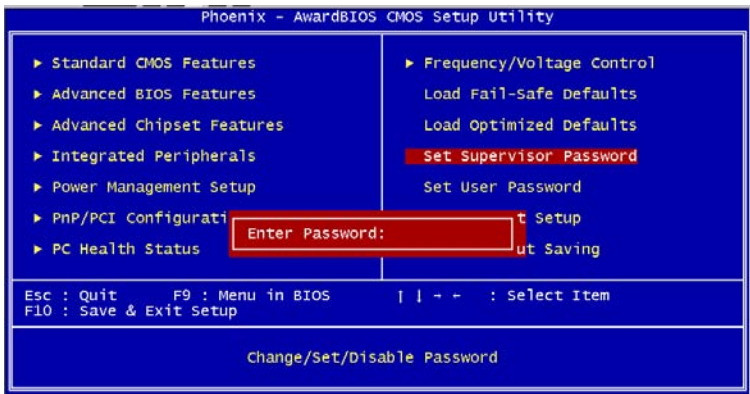 Phoenix - AwardBIOS CMOS Setup Utility
▶ Standard CMOS Features
▶ Advanced BIOS Features
▶ Advanced Chipset Features
▶ Integrated Peripherals
▶ Power Management Setup
▶ PnP/PCI Configurati
▶ PC Health Status
▶ Frequency/Voltage Control
Load Fail-Safe Defaults
Load Optimized Defaults
Set Supervisor Password
Set User Password
t Setup
ut Saving
Enter Password:
Esc : Quit F9 : Menu in BIOS ↑ ↓ → ← : Select Item
F10 : Save & Exit Setup
Change/Set/Disable Password